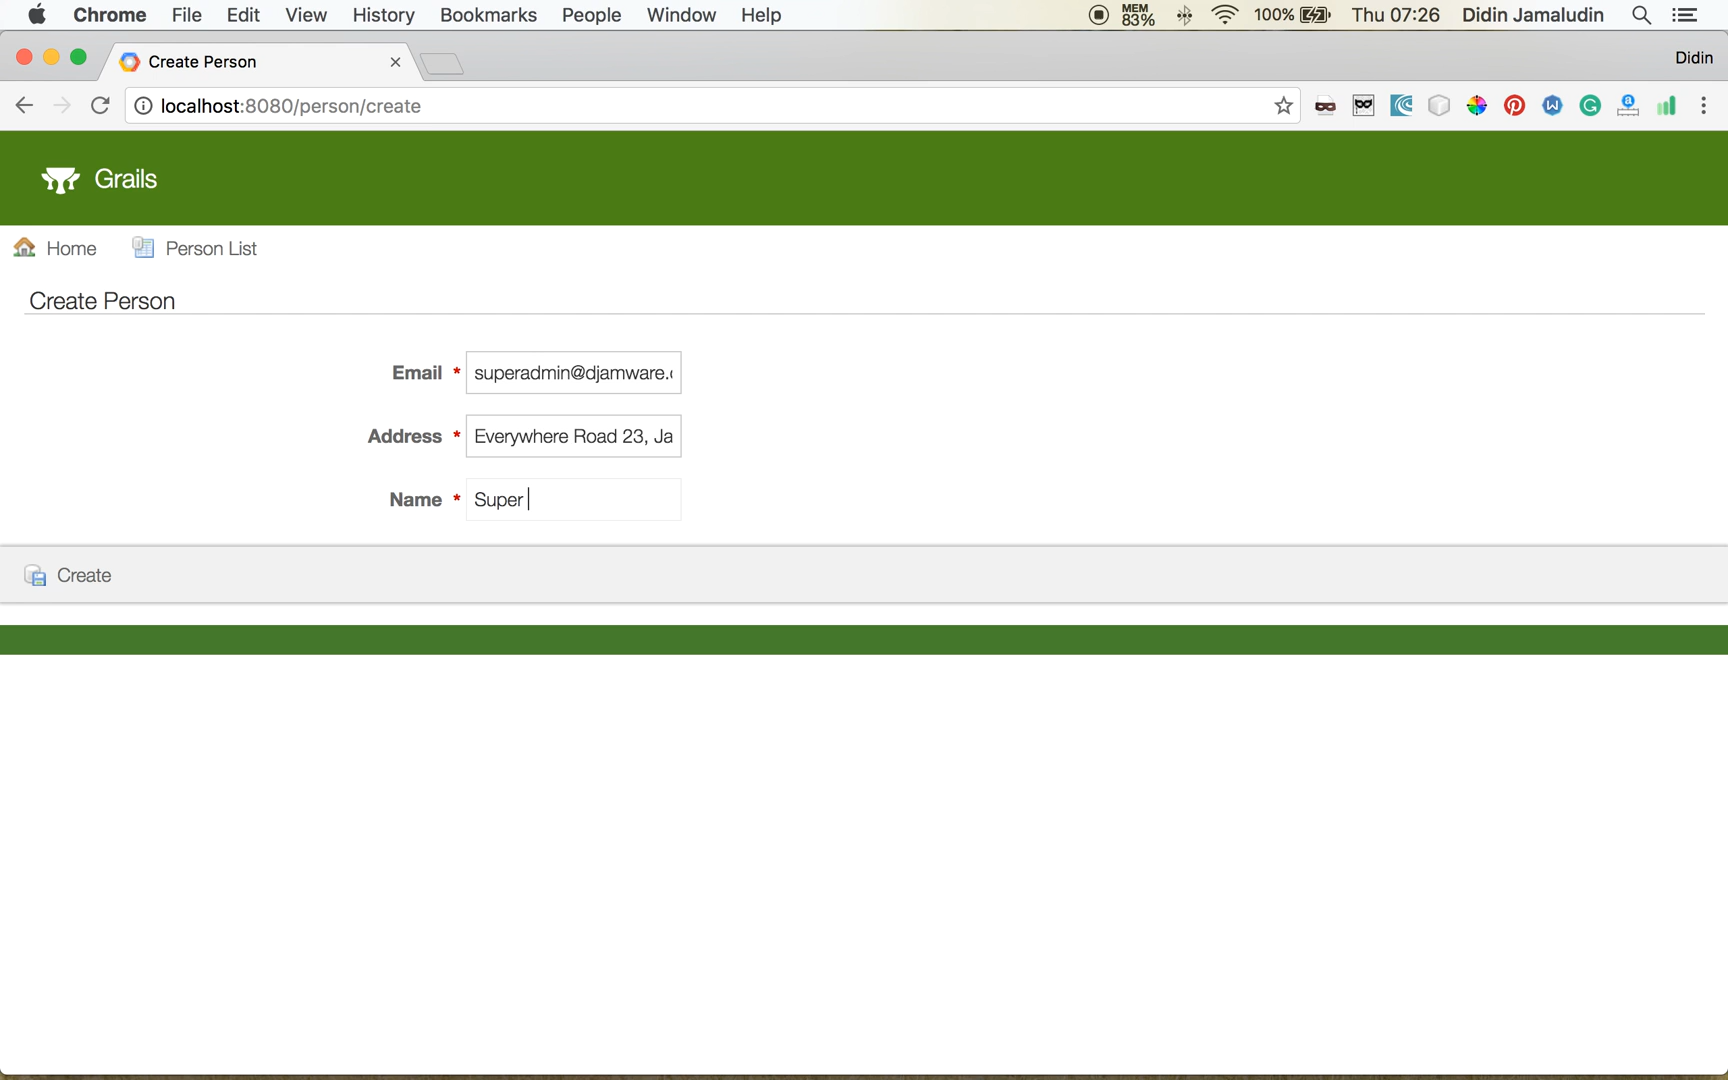 Chrome File Edit View History Bookmarks People Window Help MEM 83% 100% Thu 07:26 Didin Jamaludin
Create Person Didin
localhost:8080/person/create
Grails
Home Person List
Create Person
Email * superadmin@djamware.
Address * Everywhere Road 23, Ja
Name * Super
Create